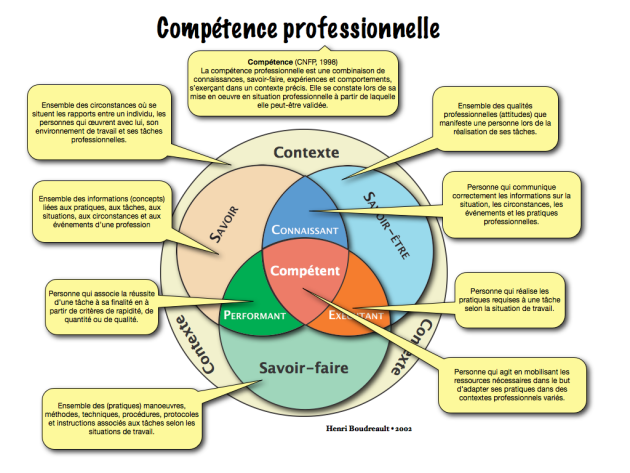 Compétence professionnelle
Compétence (CNFP, 1998)
La compétence professionnelle est une combinaison de
connaissances, savoir-faire, expériences et comportements,
s'exerçant dans un contexte précis. Elle se constate lors de sa
mise en oeuvre en situation professionnelle à partir de laquelle
elle peut-être validée.
Ensemble des circonstances où se
situent les rapports entre un individu, les
personnes qui œuvrent avec lui, son
environnement de travail et ses tâches
professionnelles.
Ensemble des qualités
professionnelles (attitudes) que
manifeste une personne lors de la
réalisation de ses tâches.
Contexte
Ensemble des informations (concepts)
liées aux pratiques, aux tâches, aux
situations, aux circonstances et aux
événements d'une profession
Personne qui communique
correctement les informations sur la
situation, les circonstances, les
événements et les pratiques
professionnelles.
SAVOIR
SAVOIR-ÊTRE
CONNAISSANT
Compétent
Personne qui associe la réussite
d'une tâche à sa finalité en à
partir de critères de rapidité, de
quantité ou de qualité.
Personne qui réalise les
pratiques requises à une tâche
selon la situation de travail.
PERFORMANT
EXÉCUTANT
Contexte
Contexte
Savoir-faire
Personne qui agit en mobilisant les
ressources nécessaires dans le but
d'adapter ses pratiques dans des
contextes professionnels variés.
Ensemble des (pratiques) manoeuvres,
méthodes, techniques, procédures, protocoles
et instructions associés aux tâches selon les
situations de travail.
Henri Boudreault • 2002